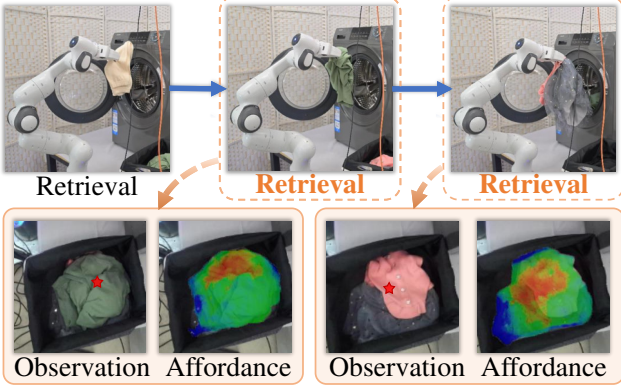 Retrieval
Retrieval
Retrieval
Observation
Affordance
Observation
Affordance